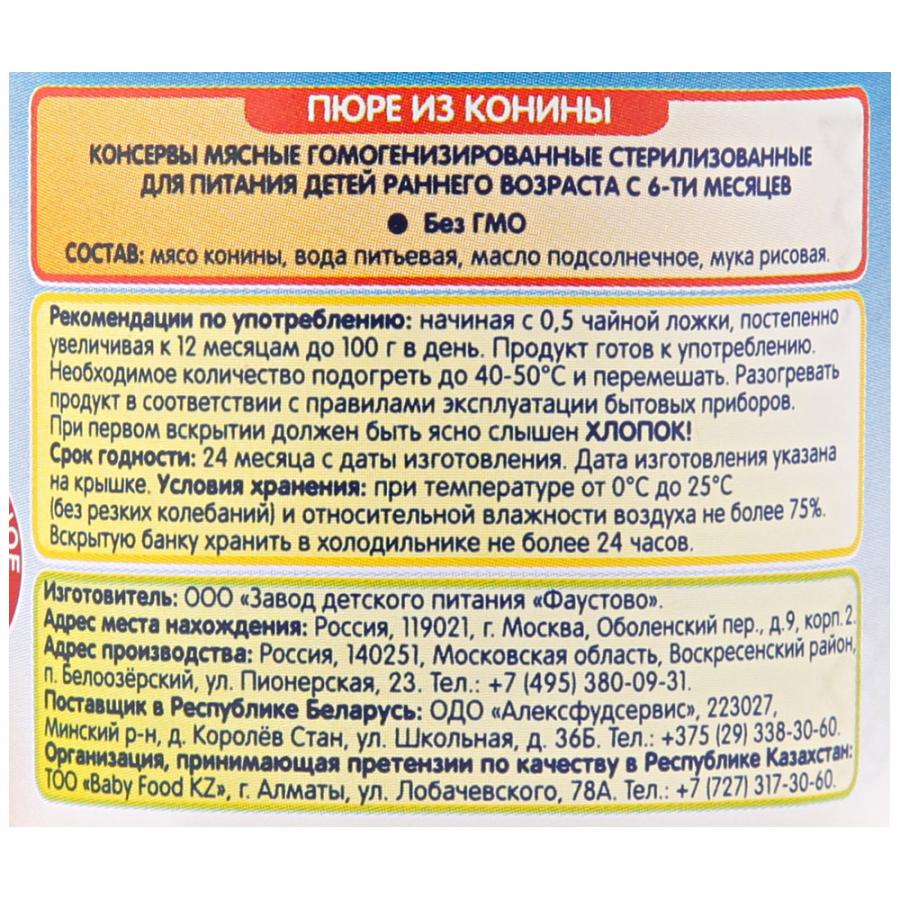 ПЮРЕ ИЗ КОНИНЫ
КОНСЕРВЫ МЯСНЫЕ ГОМОГЕНИЗИРОВАННЫЕ СТЕРИЛИЗОВАННЫЕ
ДЛЯ ПИТАНИЯ ДЕТЕЙ РАННЕГО ВОЗРАСТА С 6-ТИ МЕСЯЦЕВ
● Без ГМО
СОСТАВ: мясо конины, вода питьевая, масло подсолнечное, мука рисовая.
Рекомендации по употреблению: начиная с 0,5 чайной ложки, постепенно
увеличивая к 12 месяцам до 100 г в день. Продукт готов к употреблению.
Необходимое количество подогреть до 40-50°С и перемешать. Разогревать
продукт в соответствии с правилами эксплуатации бытовых приборов.
При первом вскрытии должен быть ясно слышен ХЛОПОК!
Срок годности: 24 месяца с даты изготовления. Дата изготовления указана
на крышке. Условия хранения: при температуре от 0°С до 25°С
(без резких колебаний) и относительной влажности воздуха не более 75%.
Вскрытую банку хранить в холодильнике не более 24 часов.
Изготовитель: ООО «Завод детского питания «Фаустово».
Адрес места нахождения: Россия, 119021, г. Москва, Оболенский пер., д.9, корп.2.
Адрес производства: Россия, 140251, Московская область, Воскресенский район,
п. Белоозёрский, ул. Пионерская, 23. Тел.: +7 (495) 380-09-31.
Поставщик в Республике Беларусь: ОДО «Алексфудсервис», 223027,
Минский р-н, д. Королёв Стан, ул. Школьная, д. 36Б. Тел.: +375 (29) 338-30-60.
Организация, принимающая претензии по качеству в Республике Казахстан:
ТОО «Baby Food KZ», г. Алматы, ул. Лобачевского, 78А. Тел.: +7 (727) 317-30-60.